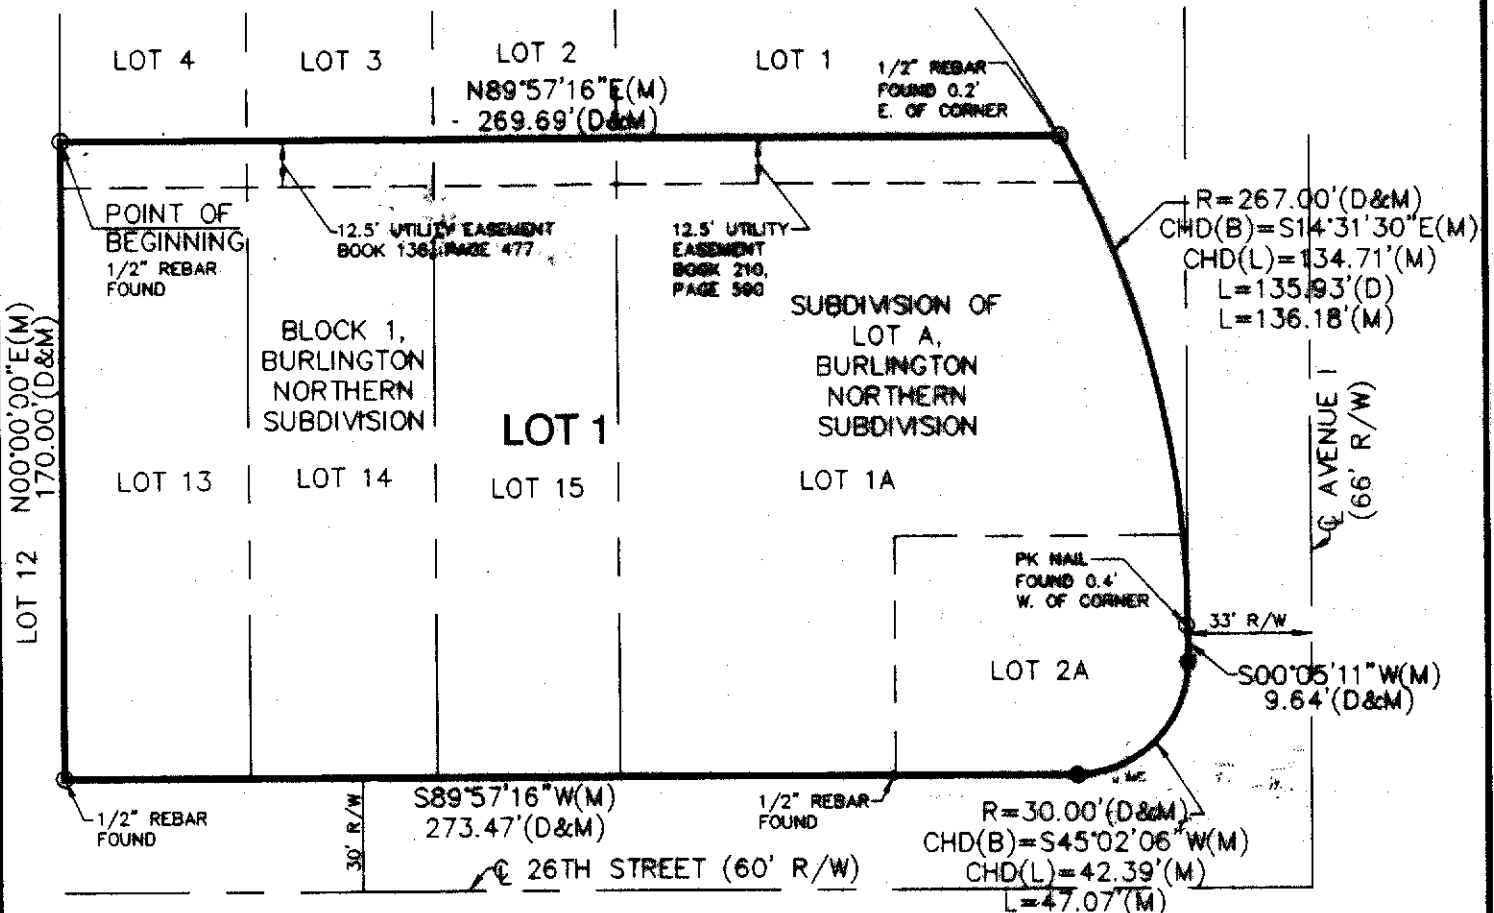 LOT 4
LOT 3
LOT 2
LOT 1
N89°57'16"E(M)
269.69'(D&M)
1/2" REBAR
FOUND 0.2'
E. OF CORNER
POINT OF
BEGINNING
1/2" REBAR
FOUND
12.5' UTILITY EASEMENT
BOOK 136, PAGE 477
12.5' UTILITY
EASEMENT
BOOK 210,
PAGE 590
R=267.00'(D&M)
CHD(B)=S14°31'30"E(M)
CHD(L)=134.71'(M)
L=135.93'(D)
L=136.18'(M)
BLOCK 1,
BURLINGTON
NORTHERN
SUBDIVISION
SUBDIVISION OF
LOT A,
BURLINGTON
NORTHERN
SUBDIVISION
LOT 1
N00°00'00"E(M)
170.00'(D&M)
LOT 12
LOT 13
LOT 14
LOT 15
LOT 1A
℄ AVENUE I
(66' R/W)
PK NAIL
FOUND 0.4'
W. OF CORNER
33' R/W
LOT 2A
S00°05'11"W(M)
9.64'(D&M)
1/2" REBAR
FOUND
30' R/W
S89°57'16"W(M)
273.47'(D&M)
1/2" REBAR
FOUND
R=30.00'(D&M)
CHD(B)=S45°02'06"W(M)
CHD(L)=42.39'(M)
L=47.07'(M)
℄ 26TH STREET (60' R/W)